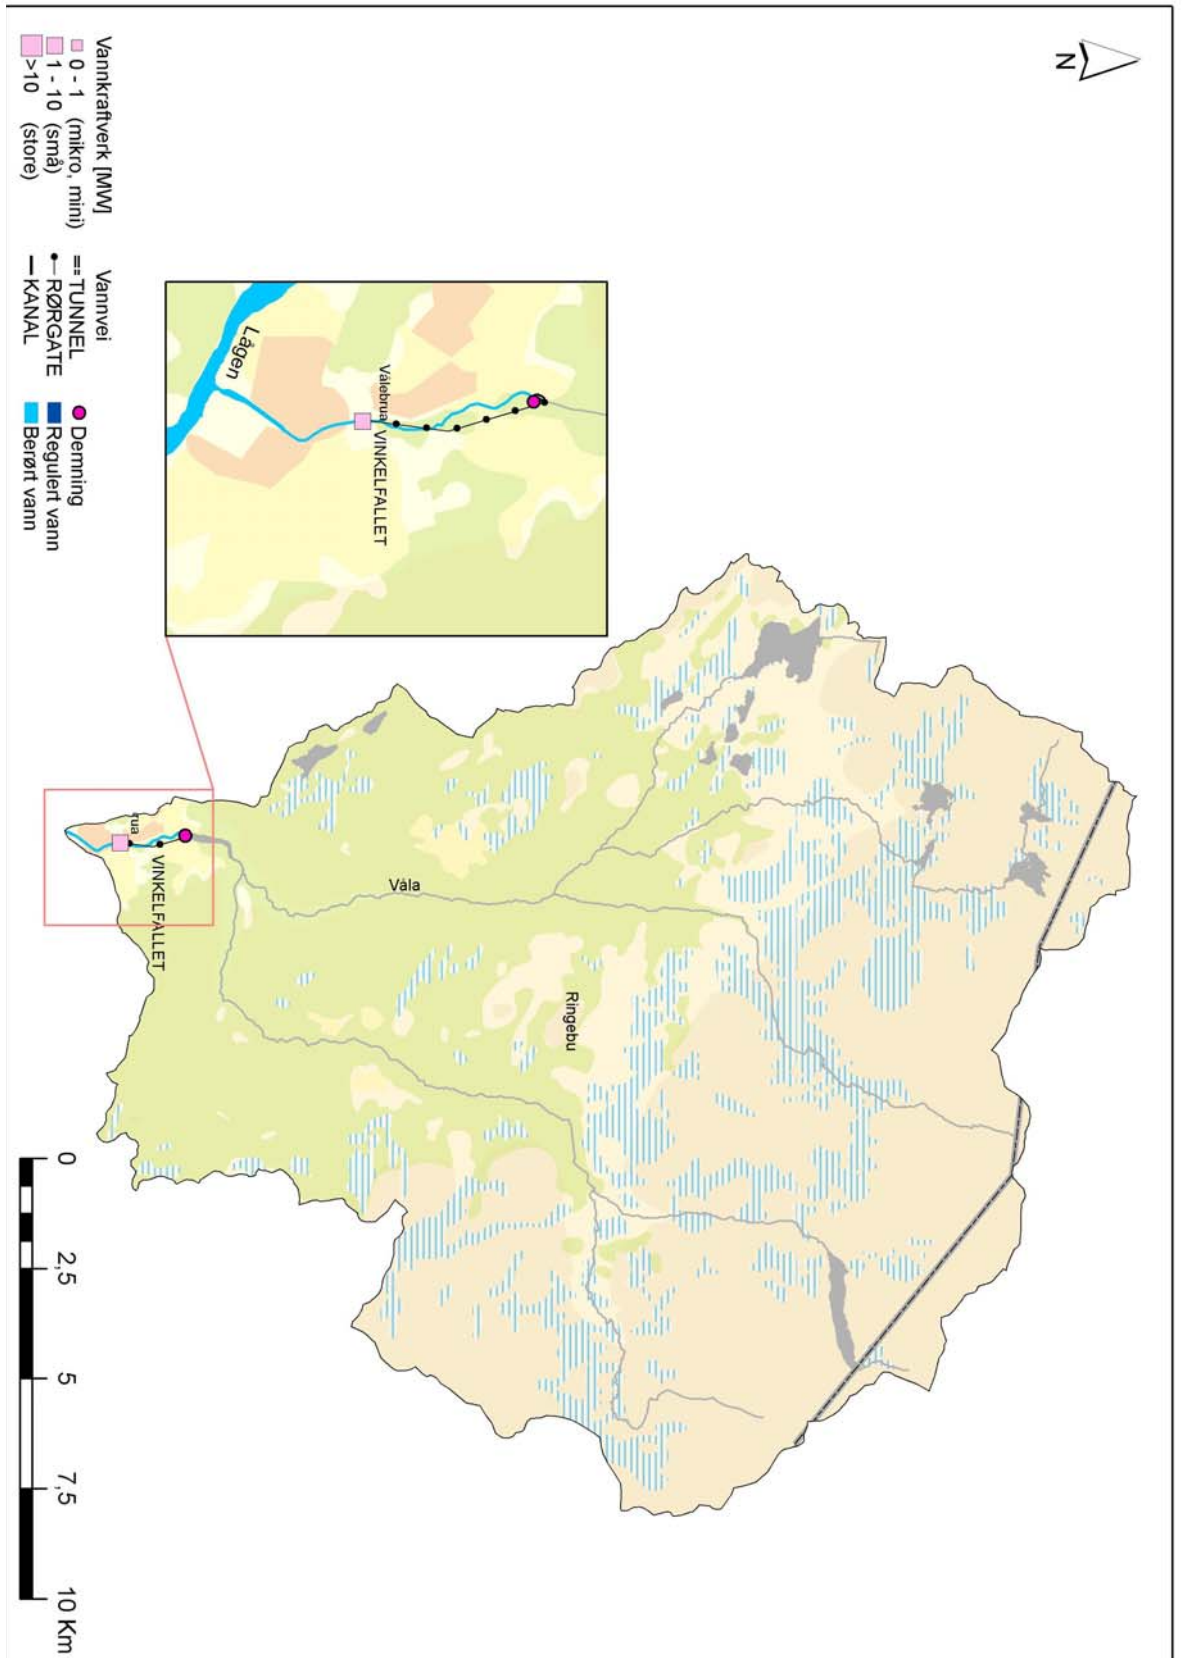 N
Vannkraftverk [MW]
0 - 1 (mikro, mini)
1 - 10 (små)
>10 (store)
Vannvei
TUNNEL
RØRGATE
KANAL
Demning
Regulert vann
Berørt vann
Lågen
Vålebrua
VINKELFALLET
rua
VINKELFALLET
Våla
Ringebu
0 2,5 5 7,5 10 Km